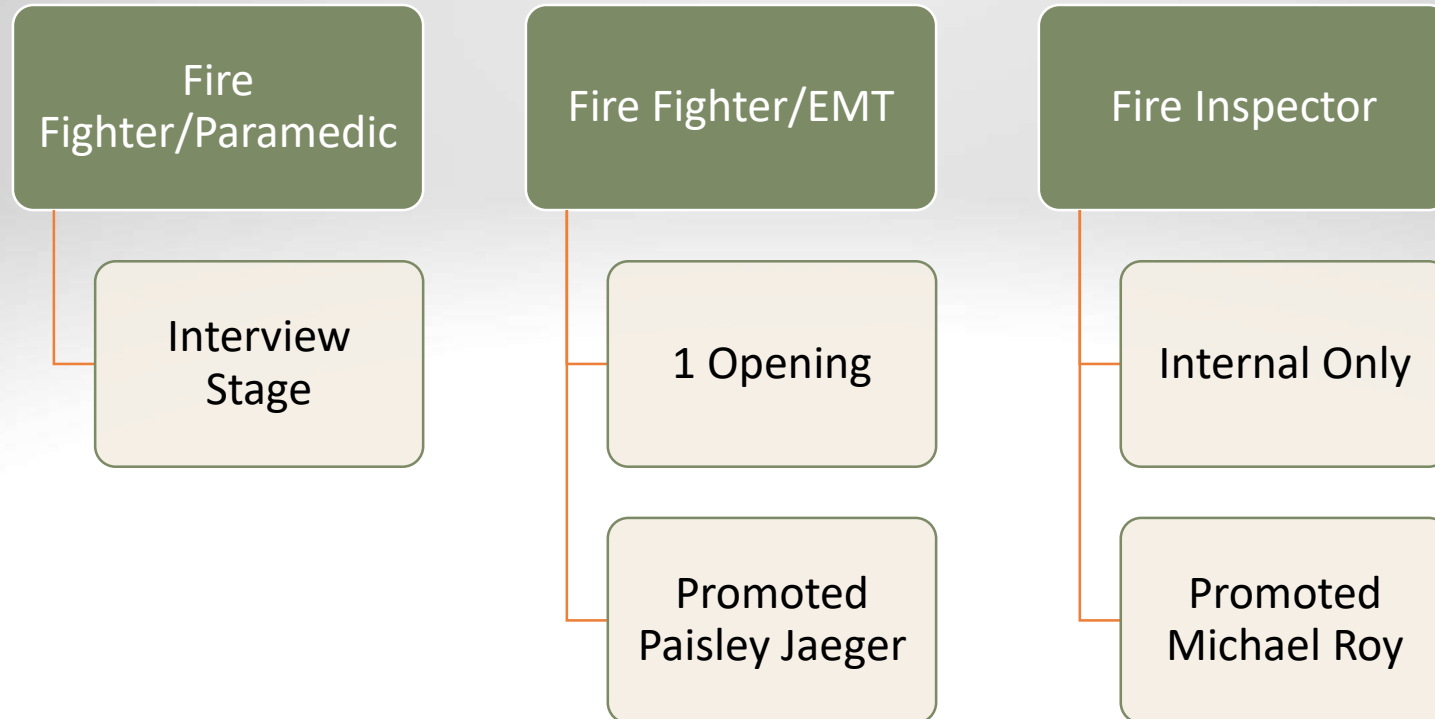 Fire
Fighter/Paramedic
Interview
Stage
Fire Fighter/EMT
1 Opening
Promoted
Paisley Jaeger
Fire Inspector
Internal Only
Promoted
Michael Roy